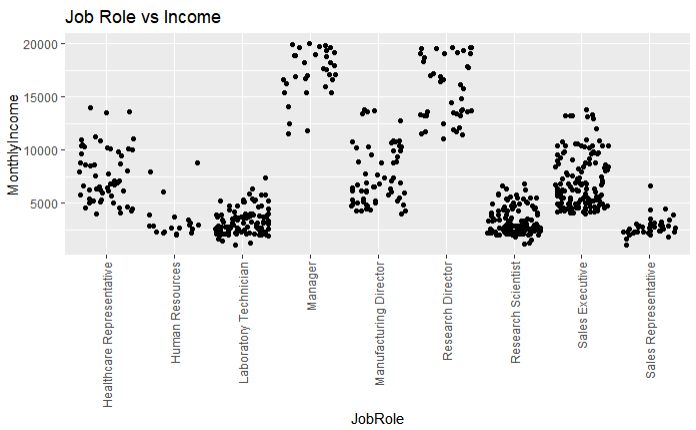 Job Role vs Income
MonthlyIncome
20000
15000
10000
5000
Healthcare Representative
Human Resources
Laboratory Technician
Manager
Manufacturing Director
Research Director
Research Scientist
Sales Executive
Sales Representative
JobRole